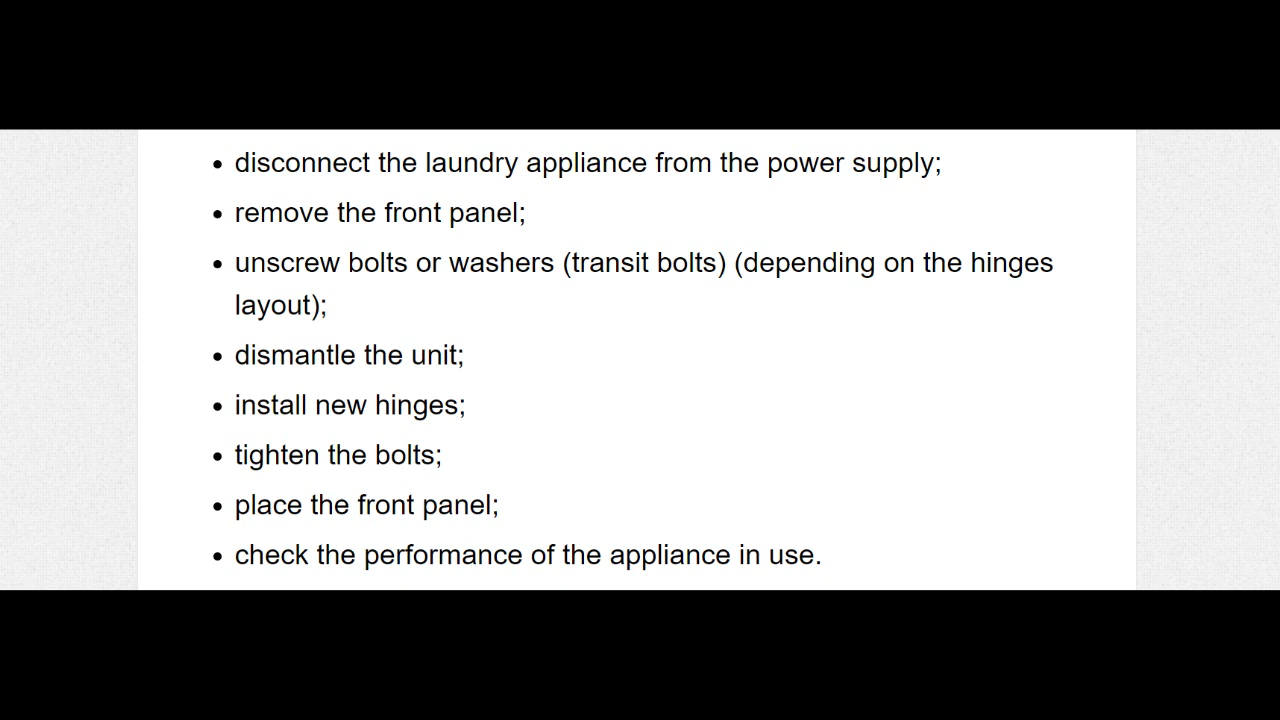 • disconnect the laundry appliance from the power supply;
• remove the front panel;
• unscrew bolts or washers (transit bolts) (depending on the hinges
layout);
• dismantle the unit;
• install new hinges;
• tighten the bolts;
• place the front panel;
• check the performance of the appliance in use.